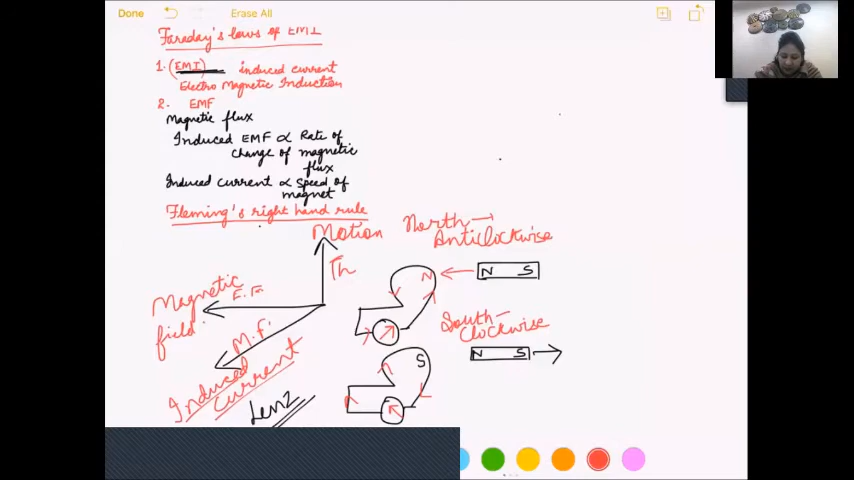 Done
Erase All
Faraday's laws of EMI
1. (EMI) induced current
Electro Magnetic Induction
2. EMF
Magnetic flux
Induced EMF ∝ Rate of
change of magnetic
flux
Induced current ∝ Speed of
magnet
Fleming's right hand rule
Motion
North →
Anticlockwise
Th
N
N S
Magnetic
field
F.F.
M.F.
South -
Clockwise
S
N S
Induced
Current
Lenz